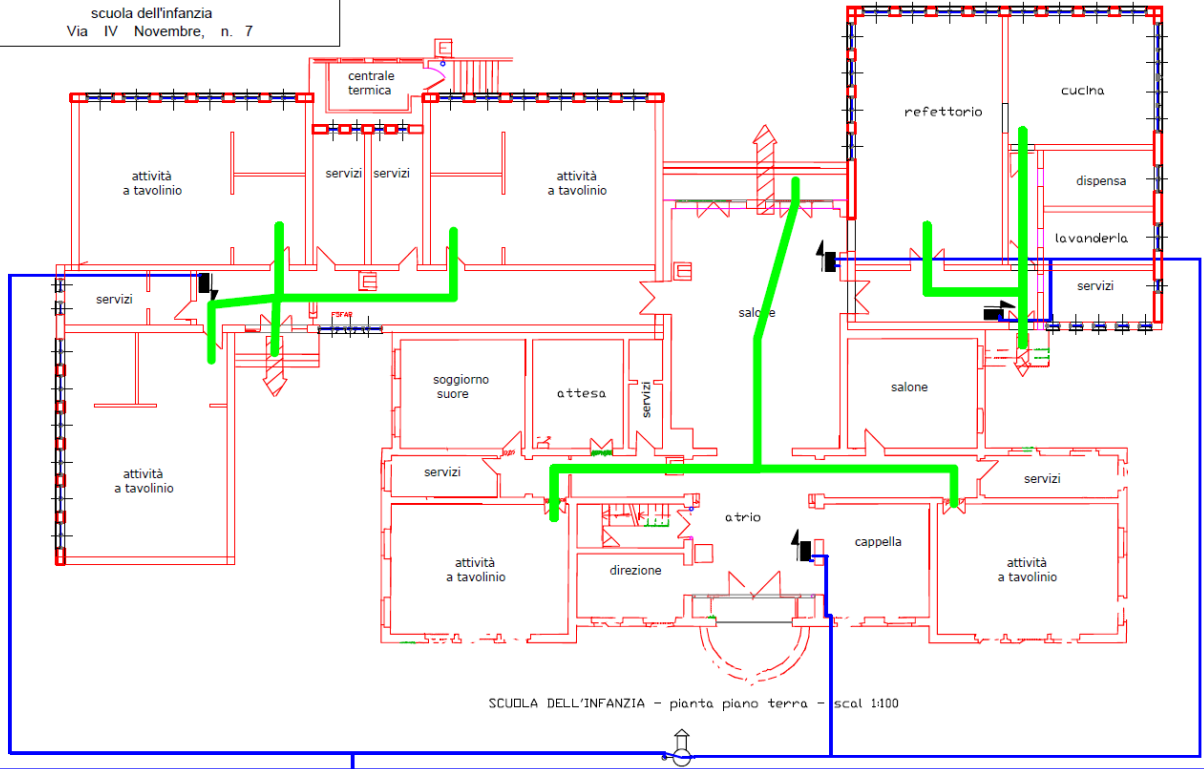 scuola dell'infanzia
Via IV Novembre, n. 7
centrale
termica
E
cucina
refettorio
attività
a tavolinio
servizi
servizi
attività
a tavolinio
dispensa
lavanderia
E
E
servizi
servizi
salone
soggiorno
suore
attesa
servizi
salone
attività
a tavolinio
servizi
servizi
atrio
cappella
attività
a tavolinio
direzione
attività
a tavolinio
SCUOLA DELL'INFANZIA - pianta piano terra - scal 1:100